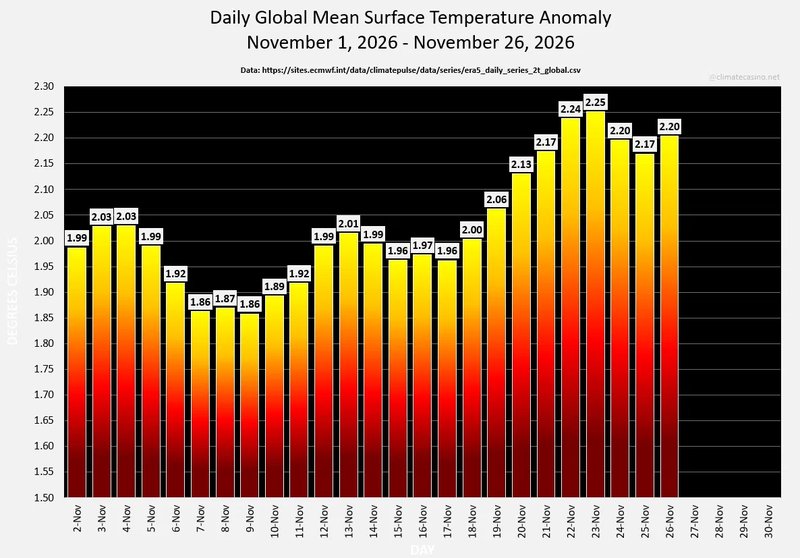 Daily Global Mean Surface Temperature Anomaly
November 1, 2026 - November 26, 2026
Data: https://sites.ecmwf.int/data/climatepulse/data/series/era5_daily_series_2t_global.csv
@climatecasino.net
DEGREES CELSIUS
2.30
2.25
2.20
2.15
2.10
2.05
2.00
1.95
1.90
1.85
1.80
1.75
1.70
1.65
1.60
1.55
1.50
1.99
2.03
2.03
1.99
1.92
1.86
1.87
1.86
1.89
1.92
1.99
2.01
1.99
1.96
1.97
1.96
2.00
2.06
2.13
2.17
2.24
2.25
2.20
2.17
2.20
2-Nov
3-Nov
4-Nov
5-Nov
6-Nov
7-Nov
8-Nov
9-Nov
10-Nov
11-Nov
12-Nov
13-Nov
14-Nov
15-Nov
16-Nov
17-Nov
18-Nov
19-Nov
20-Nov
21-Nov
22-Nov
23-Nov
24-Nov
25-Nov
26-Nov
27-Nov
28-Nov
29-Nov
30-Nov
DAY